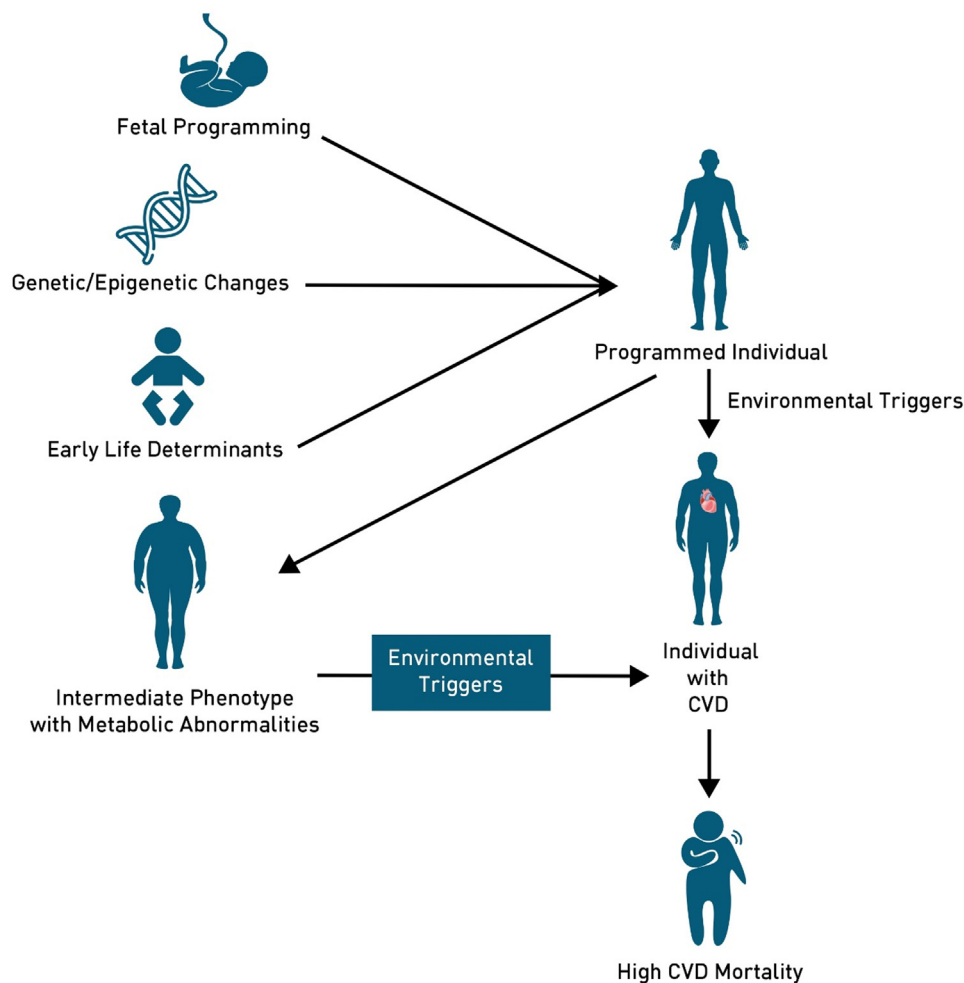 Fetal Programming
Genetic/Epigenetic Changes
Programmed Individual
Environmental Triggers
Early Life Determinants
Environmental
Triggers
Individual
with
CVD
Intermediate Phenotype
with Metabolic Abnormalities
High CVD Mortality